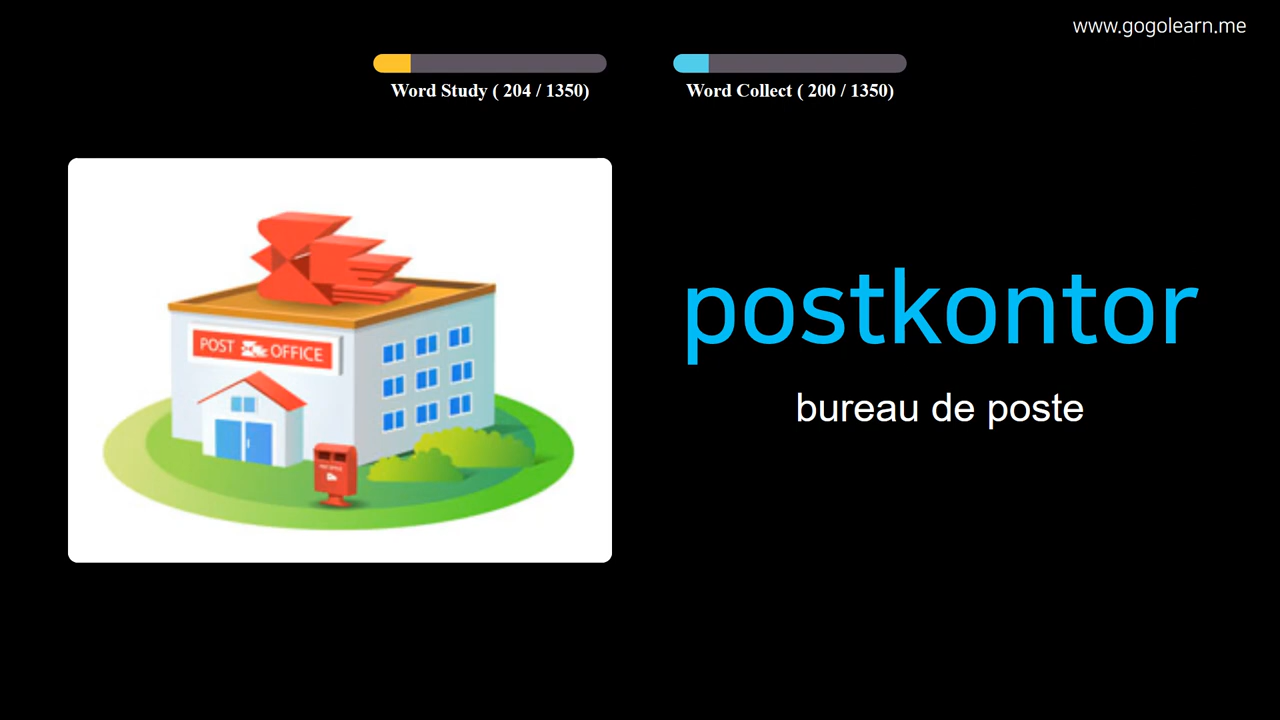 www.gogolearn.me
Word Study ( 204 / 1350)
Word Collect ( 200 / 1350)
POST OFFICE
postkontor
bureau de poste